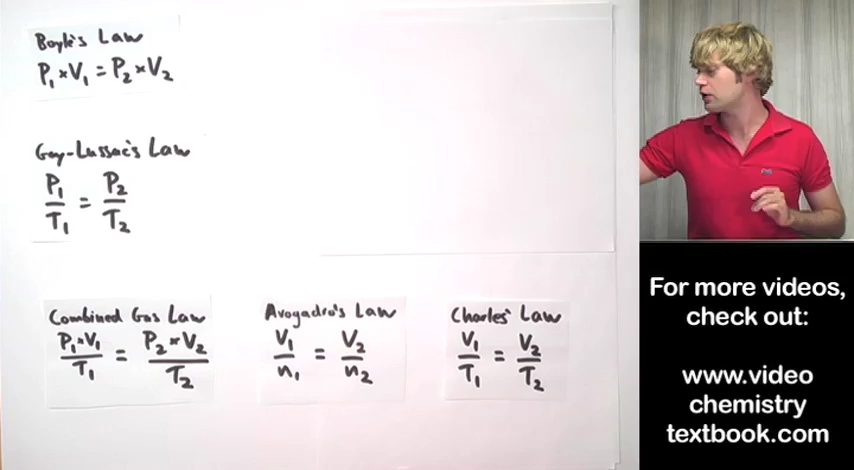 Boyle's Law
P₁×V₁ = P₂×V₂
Gay-Lussac's Law
P₁/T₁ = P₂/T₂
Combined Gas Law
P₁×V₁/T₁ = P₂×V₂/T₂
Avogadro's Law
V₁/n₁ = V₂/n₂
Charles' Law
V₁/T₁ = V₂/T₂
For more videos,
check out:
www.video
chemistry
textbook.com